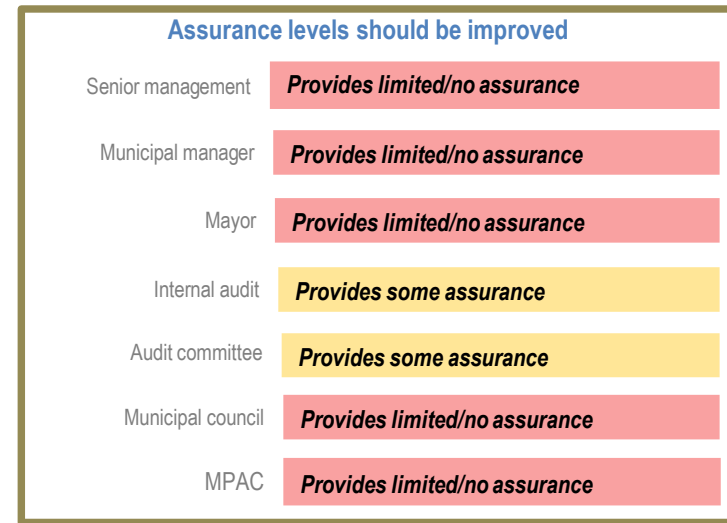 Assurance levels should be improved
Senior management Provides limited/no assurance
Municipal manager Provides limited/no assurance
Mayor Provides limited/no assurance
Internal audit Provides some assurance
Audit committee Provides some assurance
Municipal council Provides limited/no assurance
MPAC Provides limited/no assurance